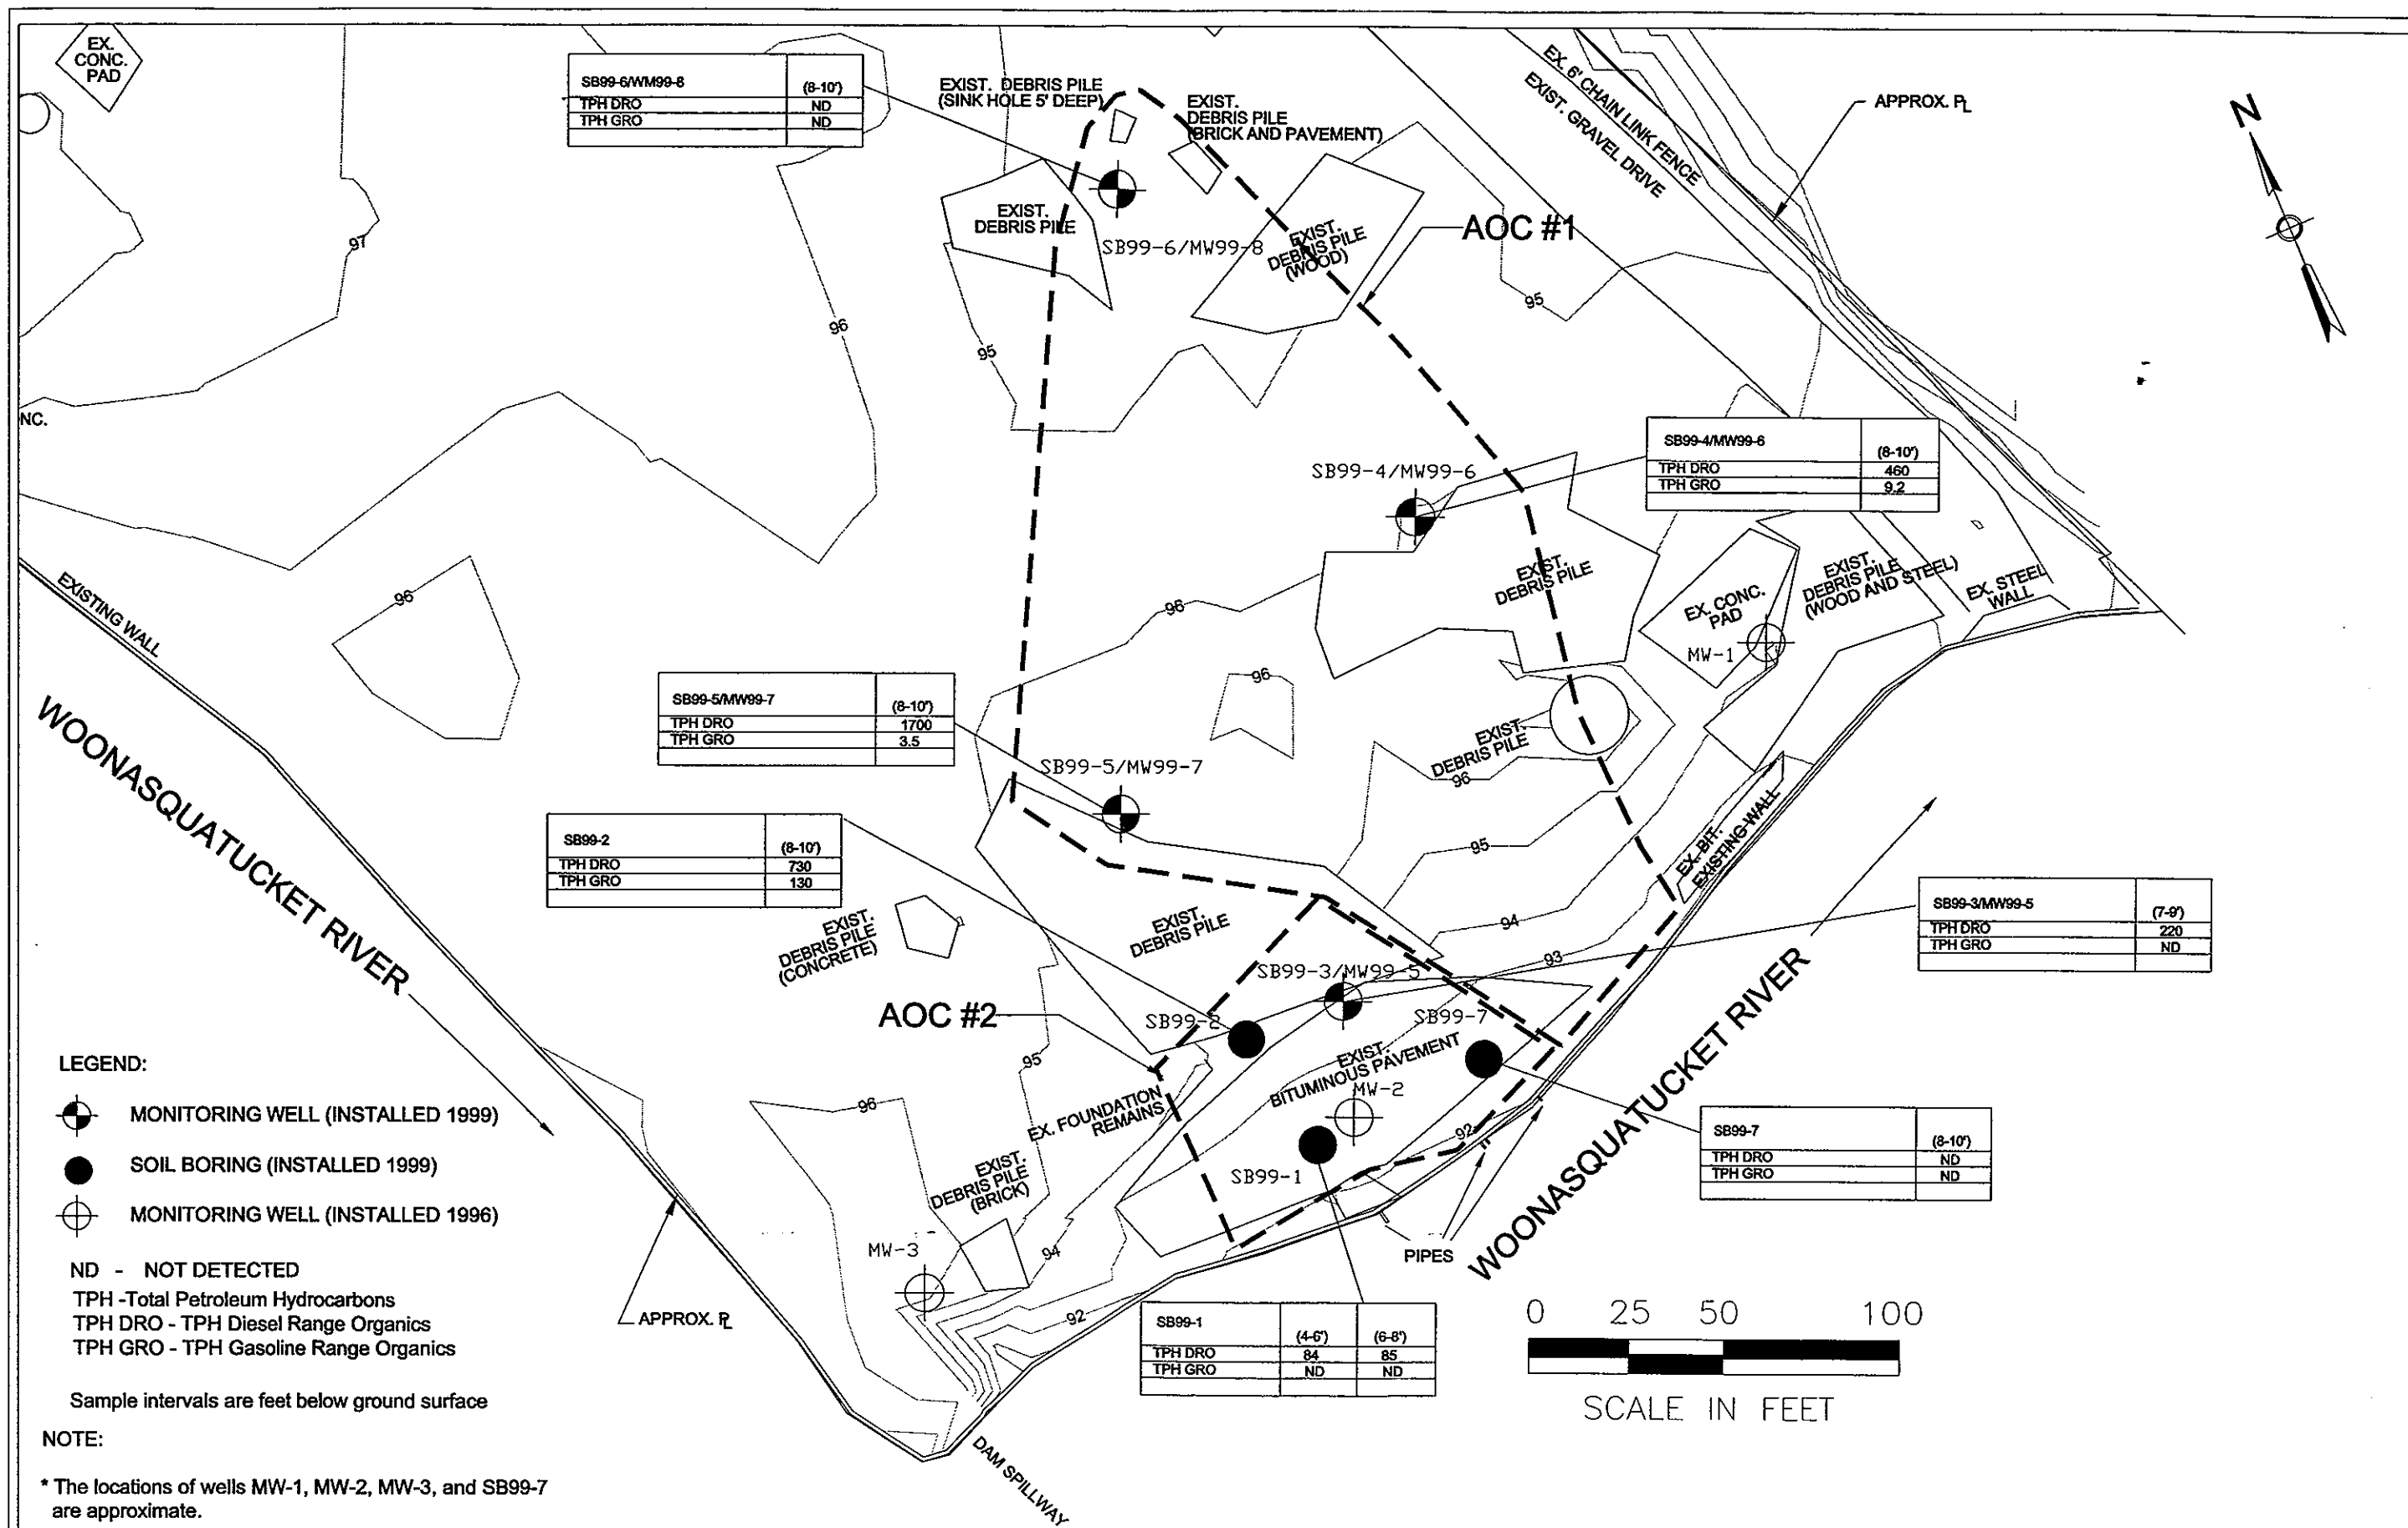 EX.
CONC.
PAD
SB99-6/WM99-8 (8-10')
TPH DRO ND
TPH GRO ND
EXIST. DEBRIS PILE
(SINK HOLE 5' DEEP)
EXIST.
DEBRIS PILE
(BRICK AND PAVEMENT)
EX. 6' CHAIN LINK FENCE
EXIST. GRAVEL DRIVE
APPROX. PL
N
EXIST.
DEBRIS PILE
SB99-6/MW99-8
EXIST.
DEBRIS PILE
(WOOD)
AOC #1
97
96
95
95
NC.
SB99-4/MW99-6 (8-10')
TPH DRO 460
TPH GRO 9.2
SB99-4/MW99-6
EXISTING WALL
96
96
EXIST.
DEBRIS PILE
EX. CONC.
PAD
EXIST.
DEBRIS PILE
(WOOD AND STEEL)
EX. STEEL
WALL
MW-1
96
SB99-5/MW99-7 (8-10')
TPH DRO 1700
TPH GRO 3.5
SB99-5/MW99-7
EXIST.
DEBRIS PILE
96
WOONASQUATUCKET RIVER
SB99-2 (8-10')
TPH DRO 730
TPH GRO 130
95
EX. BIT.
EXISTING WALL
EXIST.
DEBRIS PILE
(CONCRETE)
EXIST.
DEBRIS PILE
94
93
SB99-3/MW99-5 (7-9')
TPH DRO 220
TPH GRO ND
SB99-3/MW99-5
AOC #2
SB99-2
SB99-7
EXIST.
BITUMINOUS PAVEMENT
MW-2
WOONASQUATUCKET RIVER
95
96
EX. FOUNDATION
REMAINS
92
SB99-7 (8-10')
TPH DRO ND
TPH GRO ND
SB99-1
EXIST.
DEBRIS PILE
(BRICK)
MW-3
94
PIPES
92
APPROX. PL
SB99-1 (4-6') (6-8')
TPH DRO 84 85
TPH GRO ND ND
DAM SPILLWAY
0 25 50 100
SCALE IN FEET
LEGEND:
MONITORING WELL (INSTALLED 1999)
SOIL BORING (INSTALLED 1999)
MONITORING WELL (INSTALLED 1996)
ND - NOT DETECTED
TPH -Total Petroleum Hydrocarbons
TPH DRO - TPH Diesel Range Organics
TPH GRO - TPH Gasoline Range Organics
Sample intervals are feet below ground surface
NOTE:
* The locations of wells MW-1, MW-2, MW-3, and SB99-7
are approximate.